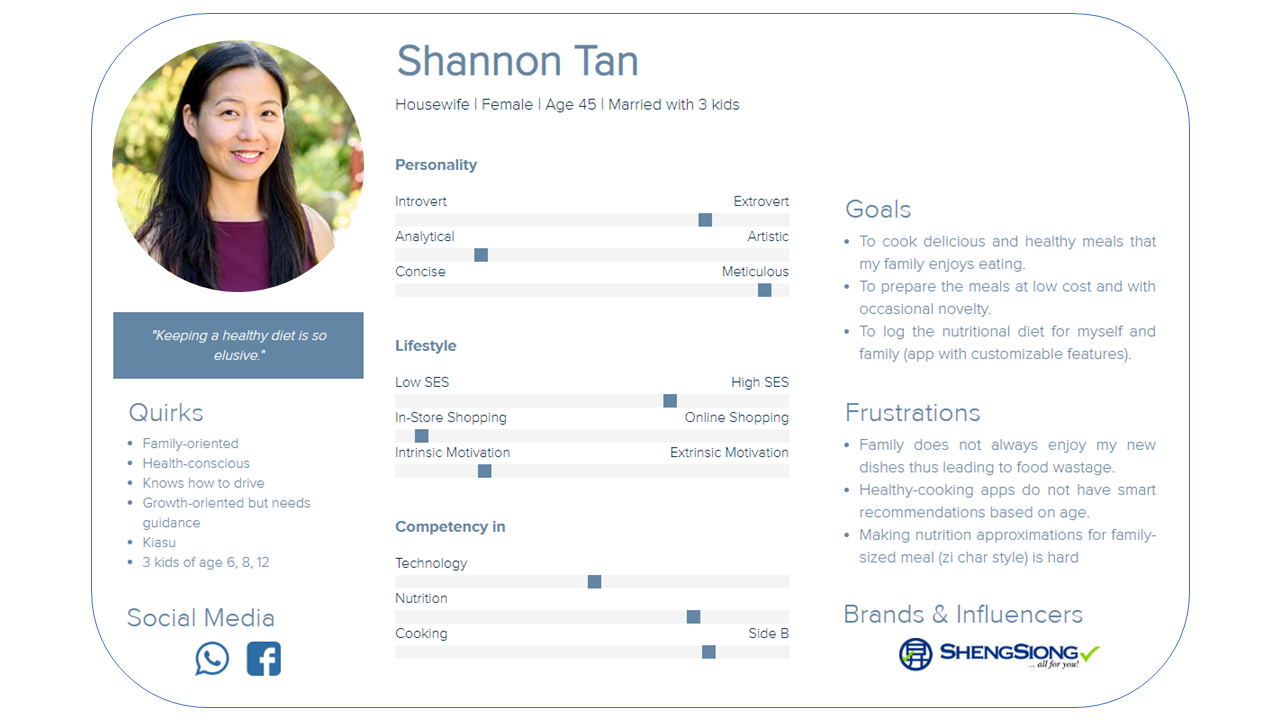 Shannon Tan
Housewife | Female | Age 45 | Married with 3 kids
"Keeping a healthy diet is so
elusive."
Quirks
• Family-oriented
• Health-conscious
• Knows how to drive
• Growth-oriented but needs
guidance
• Kiasu
• 3 kids of age 6, 8, 12
Social Media
Personality
Introvert Extrovert
Analytical Artistic
Concise Meticulous
Lifestyle
Low SES High SES
In-Store Shopping Online Shopping
Intrinsic Motivation Extrinsic Motivation
Competency in
Technology
Nutrition
Cooking Side B
Goals
• To cook delicious and healthy meals that
my family enjoys eating.
• To prepare the meals at low cost and with
occasional novelty.
• To log the nutritional diet for myself and
family (app with customizable features).
Frustrations
• Family does not always enjoy my new
dishes thus leading to food wastage.
• Healthy-cooking apps do not have smart
recommendations based on age.
• Making nutrition approximations for family-
sized meal (zi char style) is hard
Brands & Influencers
SHENGSIONG
... all for you!